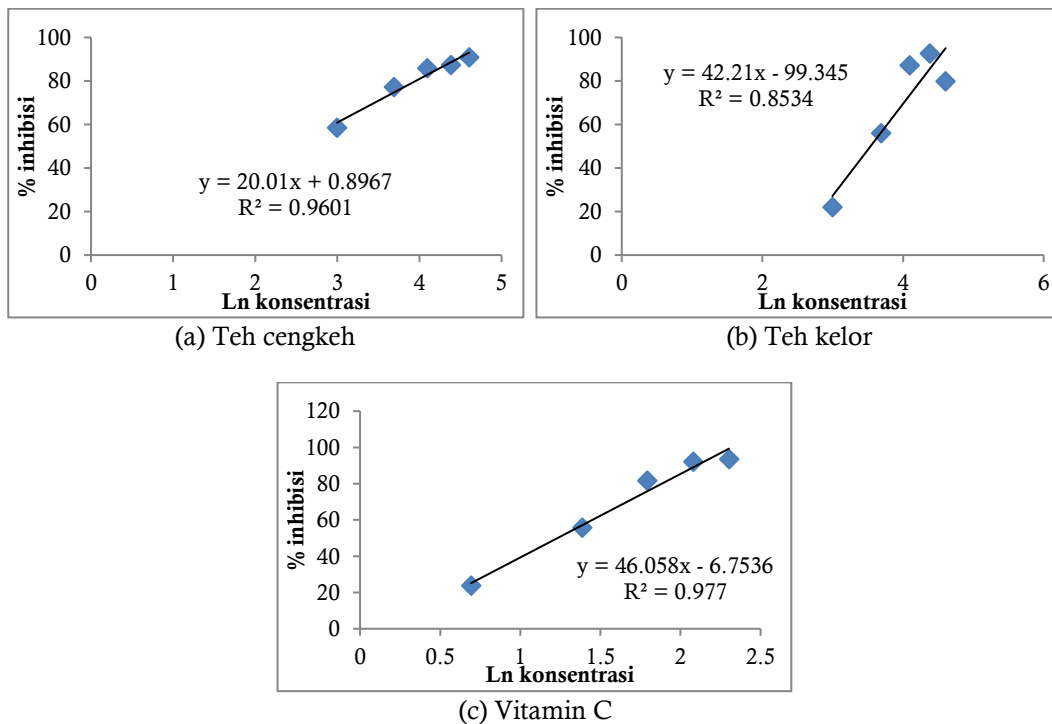 100
80
60
40
20
0
% inhibisi
y = 20.01x + 0.8967
R² = 0.9601
0 1 2 3 4 5
Ln konsentrasi
(a) Teh cengkeh
100
80
60
40
20
0
% inhibisi
y = 42.21x - 99.345
R² = 0.8534
0 2 4 6
Ln konsentrasi
(b) Teh kelor
120
100
80
60
40
20
0
% inhibisi
y = 46.058x - 6.7536
R² = 0.977
0 0.5 1 1.5 2 2.5
Ln konsentrasi
(c) Vitamin C